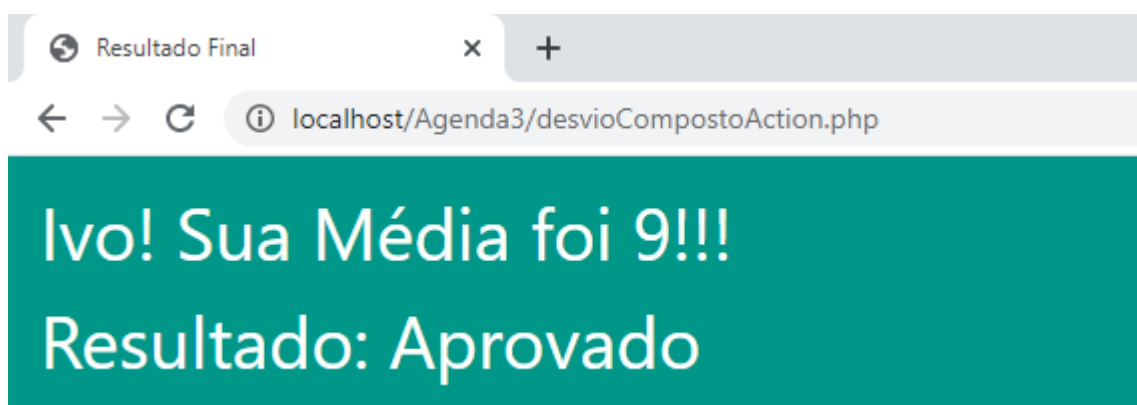 Resultado Final
localhost/Agenda3/desvioCompostoAction.php
Ivo! Sua Média foi 9!!!
Resultado: Aprovado